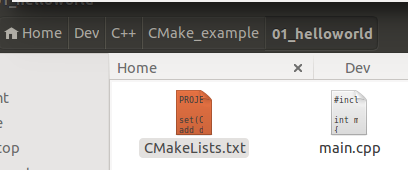 Home Dev C++ CMake_example 01_helloworld
Home × Dev
PROJE
set(C
add d
#incl
int m
{
CMakeLists.txt main.cpp